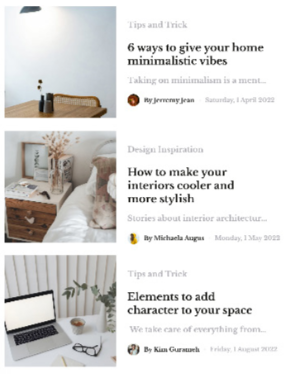 Tips and Trick
6 ways to give your home
minimalistic vibes
Taking on minimalism is a ment...
By Jevremy Jean Saturday, 1 April 2022
Design Inspiration
How to make your
interiors cooler and
more stylish
Stories about interior architectur...
By Michaela Augus Monday, 1 May 2022
Tips and Trick
Elements to add
character to your space
We take care of everything from...
By Kim Friday, 1 August 2022